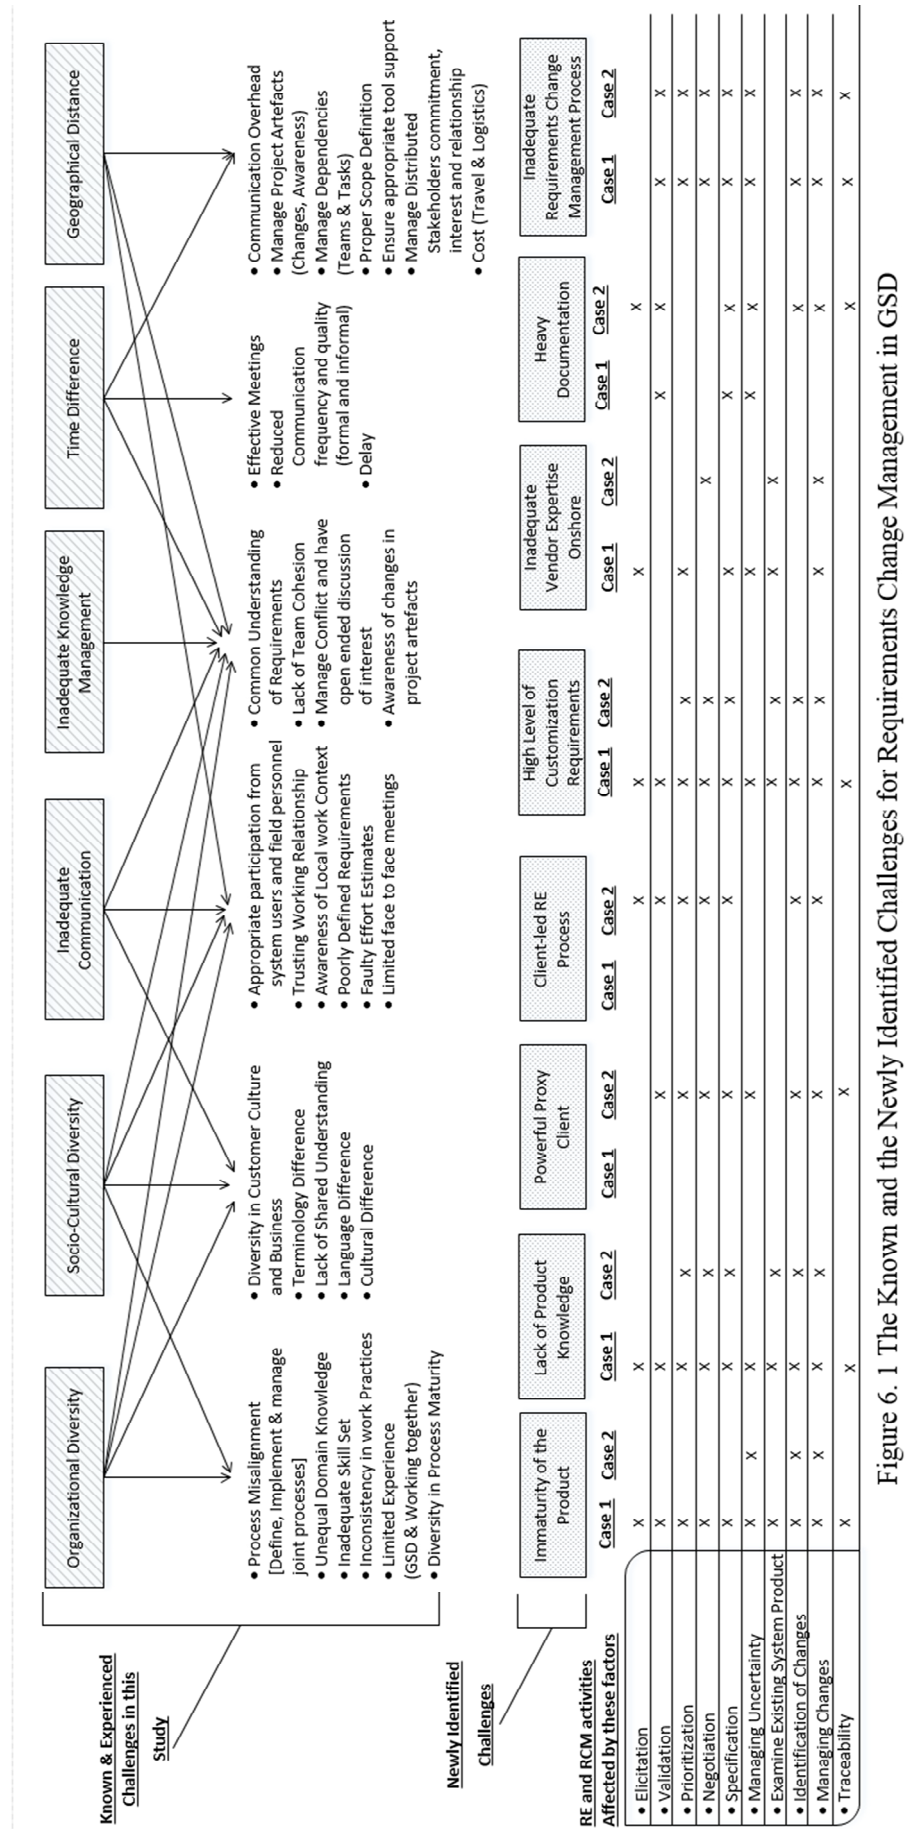 Known & Experienced
Challenges in this
Study
Organizational Diversity
Socio-Cultural Diversity
Inadequate
Communication
Inadequate Knowledge
Management
Time Difference
Geographical Distance
• Process Misalignment
[Define, Implement & manage
joint processes]
• Unequal Domain Knowledge
• Inadequate Skill Set
• Inconsistency in work Practices
• Limited Experience
(GSD & Working together)
• Diversity in Process Maturity
• Diversity in Customer Culture
and Business
• Terminology Difference
• Lack of Shared Understanding
• Language Difference
• Cultural Difference
• Appropriate participation from
system users and field personnel
• Trusting Working Relationship
• Awareness of Local work Context
• Poorly Defined Requirements
• Faulty Effort Estimates
• Limited face to face meetings
• Common Understanding
of Requirements
• Lack of Team Cohesion
• Manage Conflict and have
open ended discussion
of interest
• Awareness of changes in
project artefacts
• Effective Meetings
• Reduced
Communication
frequency and quality
(formal and informal)
• Delay
• Communication Overhead
• Manage Project Artefacts
(Changes, Awareness)
• Manage Dependencies
(Teams & Tasks)
• Proper Scope Definition
• Ensure appropriate tool support
• Manage Distributed
Stakeholders commitment,
interest and relationship
• Cost (Travel & Logistics)
Newly Identified
Challenges
Immaturity of the
Product
Lack of Product
Knowledge
Powerful Proxy
Client
Client-led RE
Process
High Level of
Customization
Requirements
Inadequate
Vendor Expertise
Onshore
Heavy
Documentation
Inadequate
Requirements Change
Management Process
RE and RCM activities
Affected by these factors
Case 1 Case 2 Case 1 Case 2 Case 1 Case 2 Case 1 Case 2 Case 1 Case 2 Case 1 Case 2 Case 1 Case 2 Case 1 Case 2
• Elicitation x x x x x x
• Validation x x x x x x x x x
• Prioritization x x x x x x x x x x
• Negotiation x x x x x x x x x x
• Specification x x x x x x x x x x x x
• Managing Uncertainty x x x x x x x x x x
• Examine Existing System Product x x x x x x x
• Identification of Changes x x x x x x x x x x x
• Managing Changes x x x x x x x x x x x x x
• Traceability x x x x x x x
Figure 6. 1 The Known and the Newly Identified Challenges for Requirements Change Management in GSD